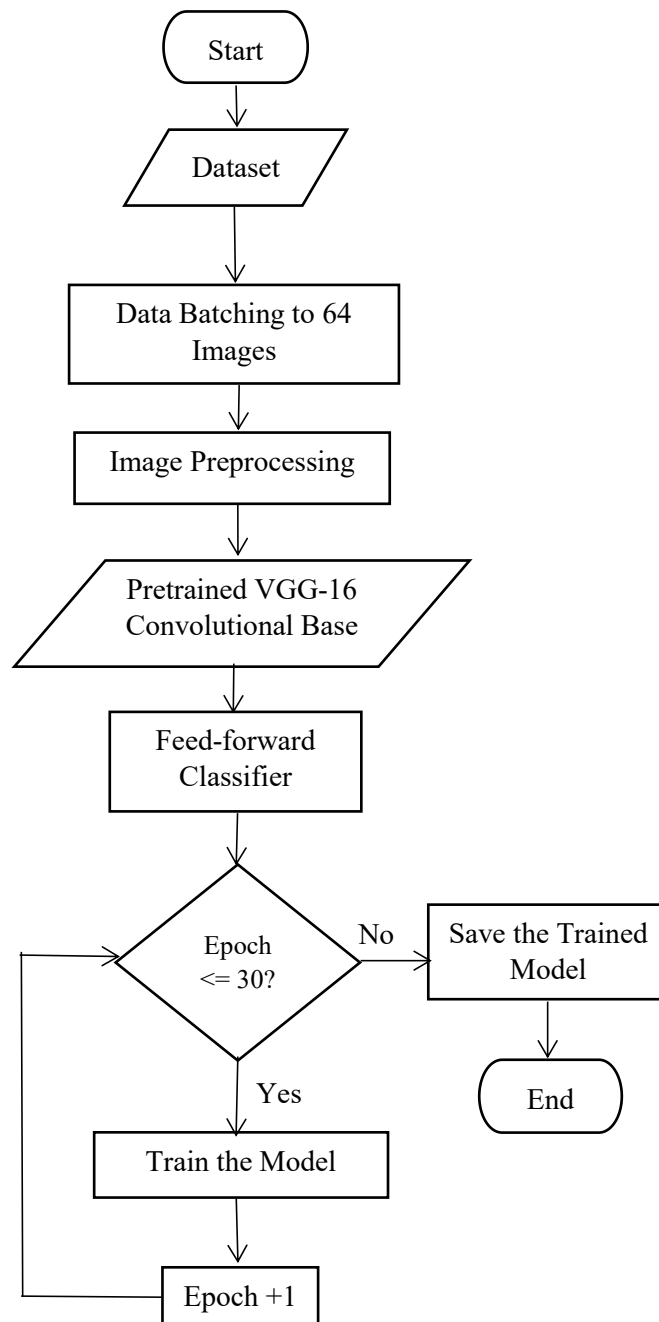 Start
Dataset
Data Batching to 64
Images
Image Preprocessing
Pretrained VGG-16
Convolutional Base
Feed-forward
Classifier
Epoch
<= 30?
No
Save the Trained
Model
End
Yes
Train the Model
Epoch +1